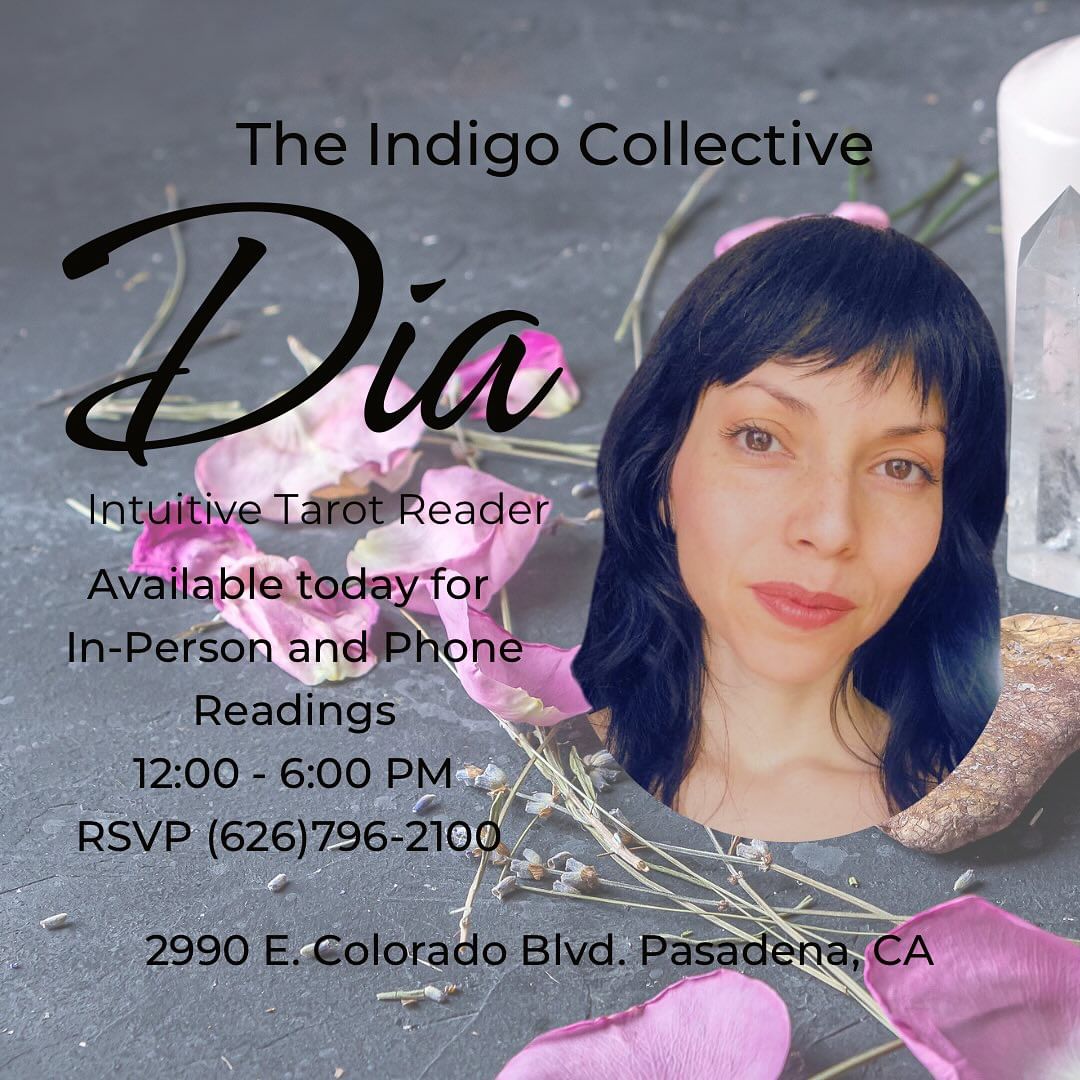 The Indigo Collective
Dia
Intuitive Tarot Reader
Available today for
In-Person and Phone
Readings
12:00 - 6:00 PM
RSVP (626)796-2100
2990 E. Colorado Blvd. Pasadena, CA